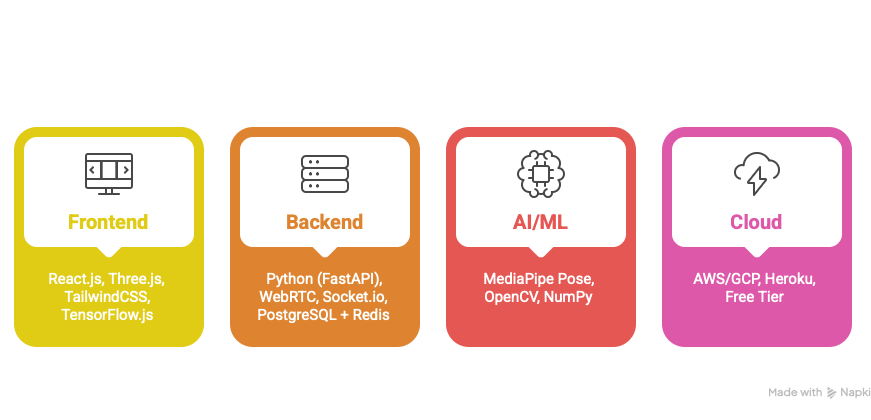 Frontend
React.js, Three.js,
TailwindCSS,
TensorFlow.js
Backend
Python (FastAPI),
WebRTC, Socket.io,
PostgreSQL + Redis
AI/ML
MediaPipe Pose,
OpenCV, NumPy
Cloud
AWS/GCP, Heroku,
Free Tier
Made with Napki